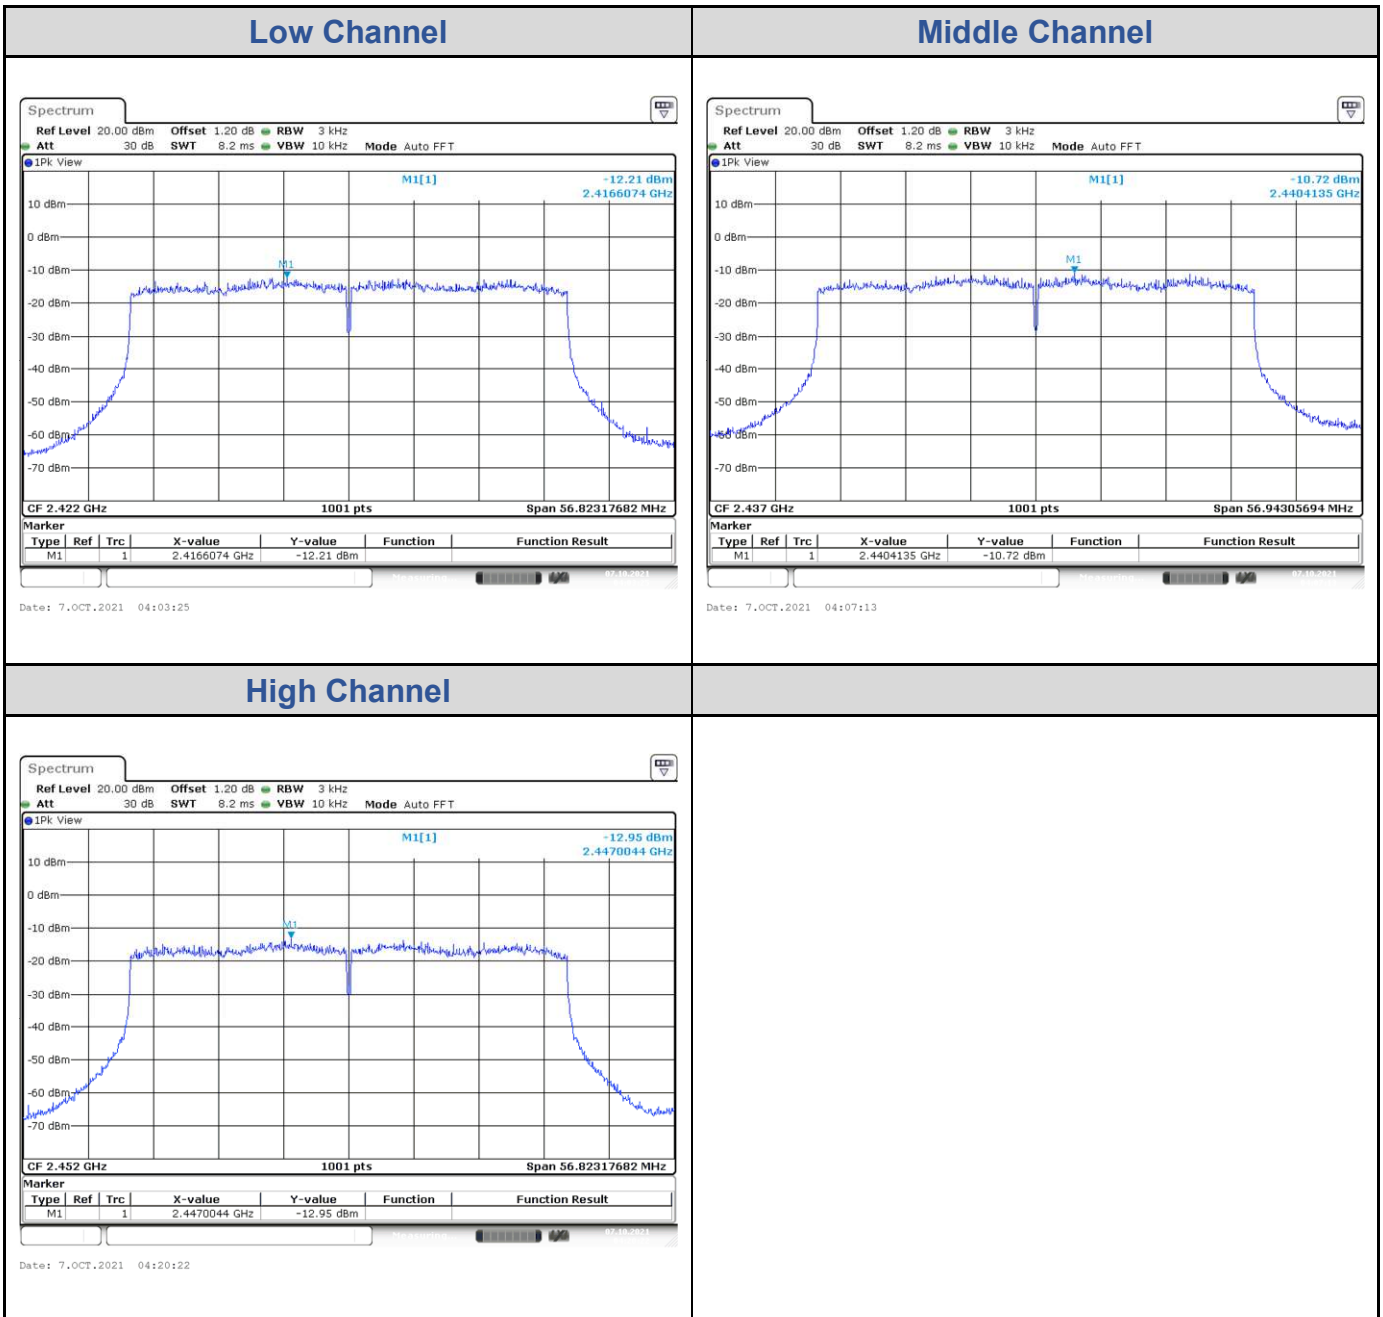 Low Channel
Middle Channel
Spectrum
Ref Level 20.00 dBm Offset 1.20 dB RBW 3 kHz
Att 30 dB SWT 8.2 ms VBW 10 kHz Mode Auto FFT
1Pk View
M1[1] -12.21 dBm
2.4166074 GHz
10 dBm
0 dBm
M1
-10 dBm
-20 dBm
-30 dBm
-40 dBm
-50 dBm
-60 dBm
-70 dBm
CF 2.422 GHz 1001 pts Span 56.82317682 MHz
Marker
Type Ref Trc X-value Y-value Function Function Result
M1 1 2.4166074 GHz -12.21 dBm
Measuring... 07.10.2021
Date: 7.OCT.2021 04:03:25
Spectrum
Ref Level 20.00 dBm Offset 1.20 dB RBW 3 kHz
Att 30 dB SWT 8.2 ms VBW 10 kHz Mode Auto FFT
1Pk View
M1[1] -10.72 dBm
2.4404135 GHz
10 dBm
0 dBm
M1
-10 dBm
-20 dBm
-30 dBm
-40 dBm
-50 dBm
-60 dBm
-70 dBm
CF 2.437 GHz 1001 pts Span 56.94305694 MHz
Marker
Type Ref Trc X-value Y-value Function Function Result
M1 1 2.4404135 GHz -10.72 dBm
Measuring... 07.10.2021
Date: 7.OCT.2021 04:07:13
High Channel
Spectrum
Ref Level 20.00 dBm Offset 1.20 dB RBW 3 kHz
Att 30 dB SWT 8.2 ms VBW 10 kHz Mode Auto FFT
1Pk View
M1[1] -12.95 dBm
2.4470044 GHz
10 dBm
0 dBm
-10 dBm
M1
-20 dBm
-30 dBm
-40 dBm
-50 dBm
-60 dBm
-70 dBm
CF 2.452 GHz 1001 pts Span 56.82317682 MHz
Marker
Type Ref Trc X-value Y-value Function Function Result
M1 1 2.4470044 GHz -12.95 dBm
Measuring... 07.10.2021
Date: 7.OCT.2021 04:20:22